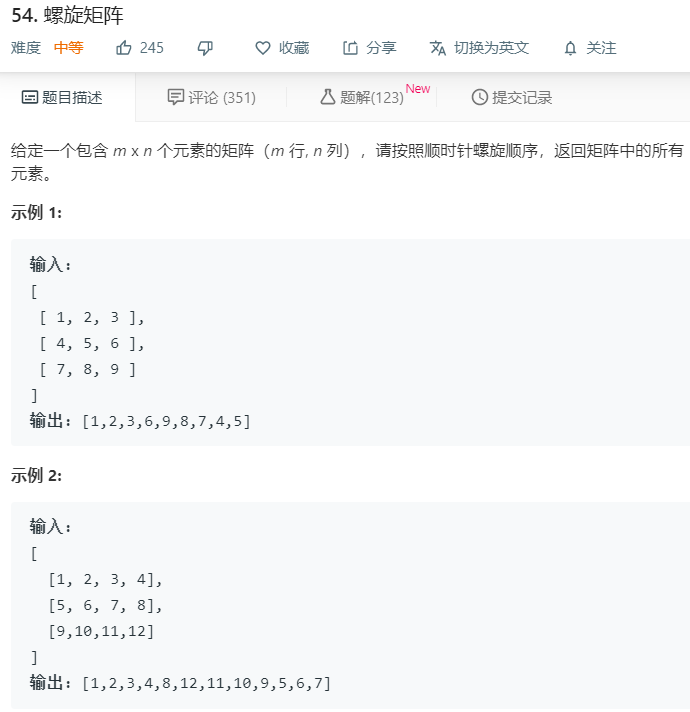 54. 螺旋矩阵
难度 中等 245 收藏 分享 切换为英文 关注
题目描述 评论 (351) 题解(123) New 提交记录
给定一个包含 m x n 个元素的矩阵（m 行, n 列），请按照顺时针螺旋顺序，返回矩阵中的所有
元素。
示例 1:
输入:
[
[ 1, 2, 3 ],
[ 4, 5, 6 ],
[ 7, 8, 9 ]
]
输出: [1,2,3,6,9,8,7,4,5]
示例 2:
输入:
[
[1, 2, 3, 4],
[5, 6, 7, 8],
[9,10,11,12]
]
输出: [1,2,3,4,8,12,11,10,9,5,6,7]